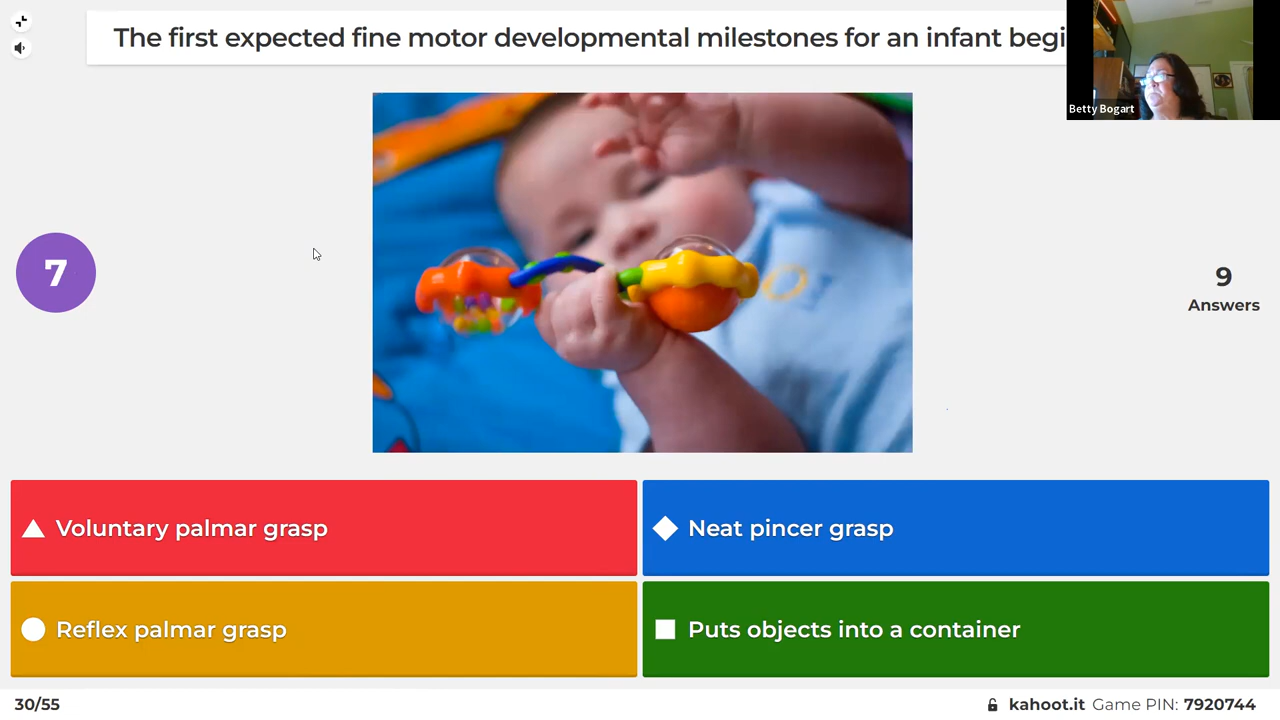 The first expected fine motor developmental milestones for an infant
Betty Bogart
7
9
Answers
Voluntary palmar grasp
Neat pincer grasp
Reflex palmar grasp
Puts objects into a container
30/55
kahoot.it Game PIN: 7920744